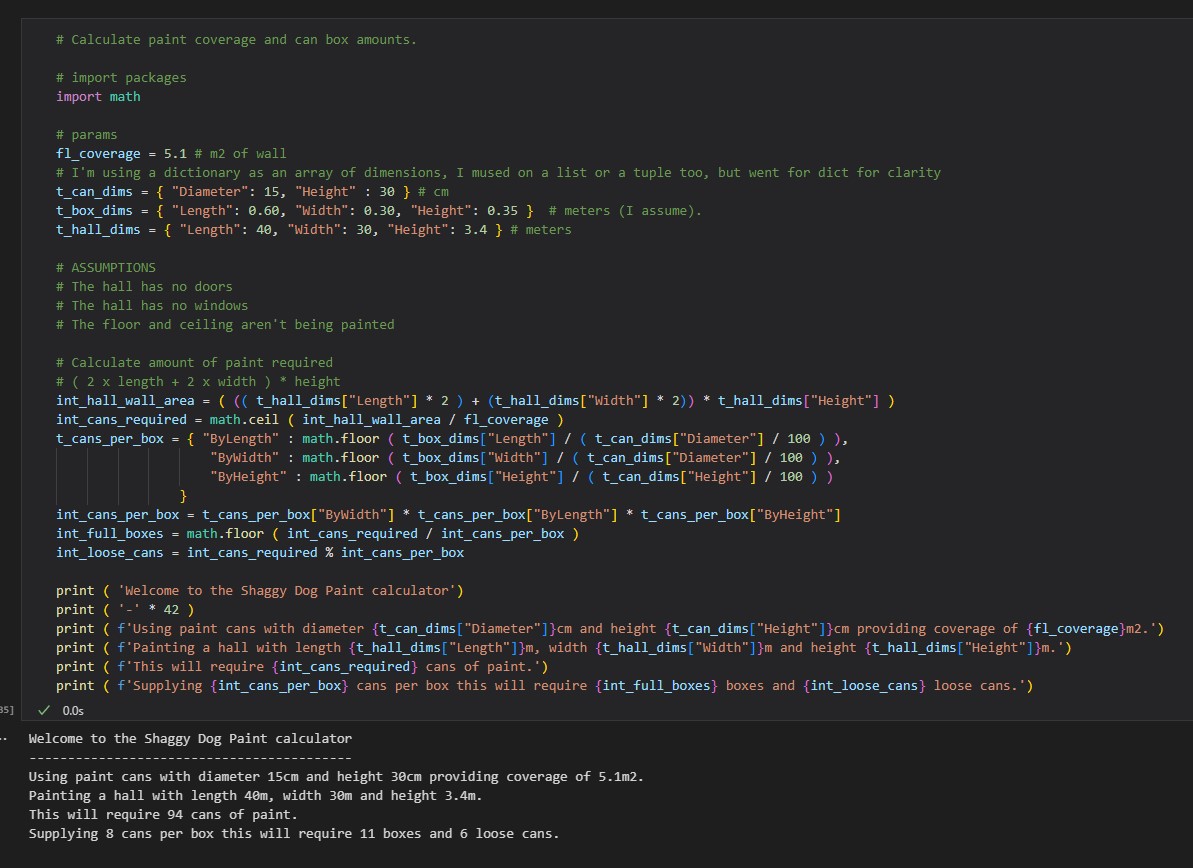 # Calculate paint coverage and can box amounts.
# import packages
import math
# params
fl_coverage = 5.1 # m2 of wall
# I'm using a dictionary as an array of dimensions, I mused on a list or a tuple too, but went for dict for clarity
t_can_dims = { "Diameter": 15, "Height" : 30 } # cm
t_box_dims = { "Length": 0.60, "Width": 0.30, "Height": 0.35 }  # meters (I assume).
t_hall_dims = { "Length": 40, "Width": 30, "Height": 3.4 } # meters
# ASSUMPTIONS
# The hall has no doors
# The hall has no windows
# The floor and ceiling aren't being painted
# Calculate amount of paint required
# ( 2 x length + 2 x width ) * height
int_hall_wall_area = ( (( t_hall_dims["Length"] * 2 ) + (t_hall_dims["Width"] * 2)) * t_hall_dims["Height"] )
int_cans_required = math.ceil ( int_hall_wall_area / fl_coverage )
t_cans_per_box = { "ByLength" : math.floor ( t_box_dims["Length"] / ( t_can_dims["Diameter"] / 100 ) ),
"ByWidth" : math.floor ( t_box_dims["Width"] / ( t_can_dims["Diameter"] / 100 ) ),
"ByHeight" : math.floor ( t_box_dims["Height"] / ( t_can_dims["Height"] / 100 ) )
}
int_cans_per_box = t_cans_per_box["ByWidth"] * t_cans_per_box["ByLength"] * t_cans_per_box["ByHeight"]
int_full_boxes = math.floor ( int_cans_required / int_cans_per_box )
int_loose_cans = int_cans_required % int_cans_per_box
print ( 'Welcome to the Shaggy Dog Paint calculator')
print ( '-' * 42 )
print ( f'Using paint cans with diameter {t_can_dims["Diameter"]}cm and height {t_can_dims["Height"]}cm providing coverage of {fl_coverage}m2.')
print ( f'Painting a hall with length {t_hall_dims["Length"]}m, width {t_hall_dims["Width"]}m and height {t_hall_dims["Height"]}m.')
print ( f'This will require {int_cans_required} cans of paint.')
print ( f'Supplying {int_cans_per_box} cans per box this will require {int_full_boxes} boxes and {int_loose_cans} loose cans.')
35] ✓ 0.0s
Welcome to the Shaggy Dog Paint calculator
------------------------------------------
Using paint cans with diameter 15cm and height 30cm providing coverage of 5.1m2.
Painting a hall with length 40m, width 30m and height 3.4m.
This will require 94 cans of paint.
Supplying 8 cans per box this will require 11 boxes and 6 loose cans.